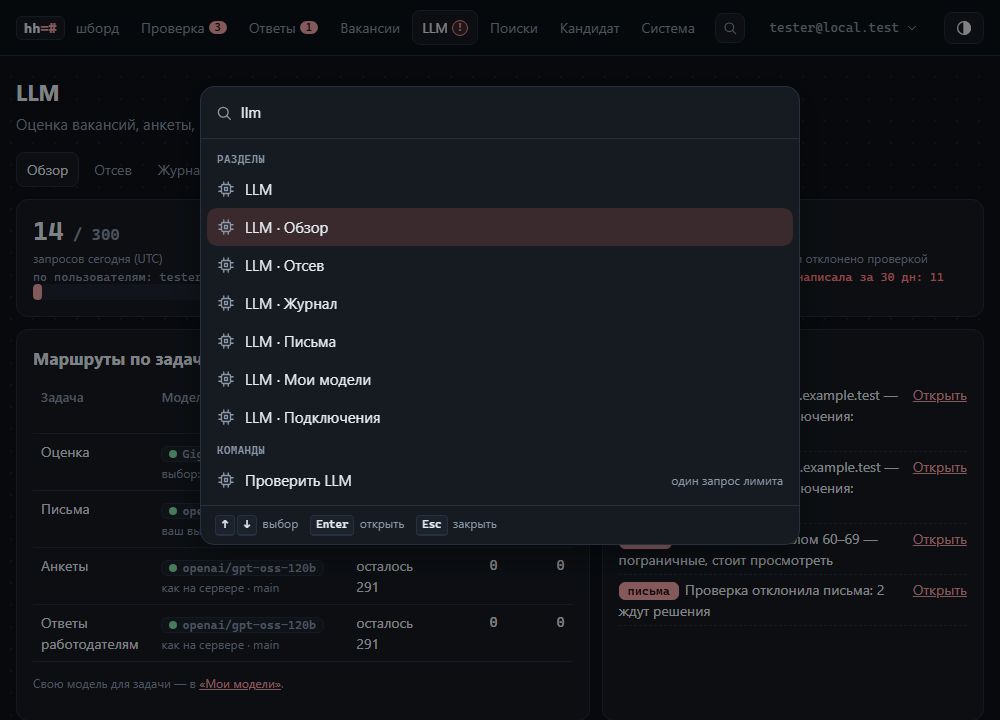 hh=# шборд Проверка 3 Ответы 1 Вакансии LLM ! Поиски Кандидат Система tester@local.test
LLM
Оценка вакансий, анкеты,
Обзор Отсев
llm
РАЗДЕЛЫ
LLM
LLM · Обзор
LLM · Отсев
LLM · Журнал
LLM · Письма
LLM · Мои модели
LLM · Подключения
КОМАНДЫ
Проверить LLM один запрос лимита
↑ ↓ выбор Enter открыть Esc закрыть
14 / 300
запросов сегодня (UTC)
по пользователям: tester
отклонено проверкой
написала за 30 дн: 11
Маршруты по задач
Задача
Оценка
выбор:
Письма
Анкеты openai/gpt-oss-120b осталось 0 0
как на сервере · main 291
Ответы openai/gpt-oss-120b осталось 0 0
работодателям как на сервере · main 291
Свою модель для задачи — в «Мои модели».
.example.test — Открыть
ючения:
.example.test — Открыть
ючения:
лом 60–69 — Открыть
пограничные, стоит просмотреть
письма Проверка отклонила письма: 2 Открыть
ждут решения